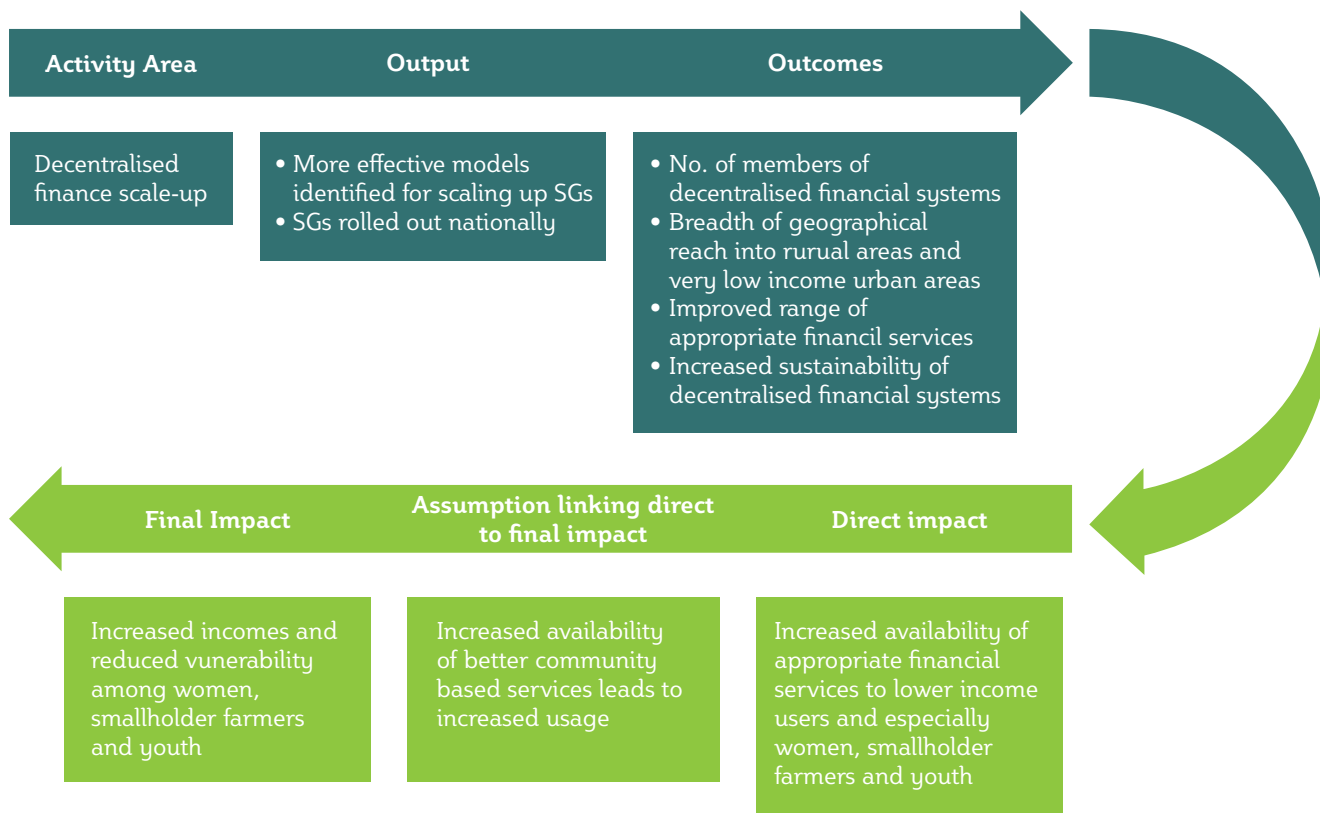 Activity Area
Output
Outcomes
Decentralised
finance scale-up
• More effective models
identified for scaling up SGs
• SGs rolled out nationally
• No. of members of
decentralised financial systems
• Breadth of geographical
reach into rurual areas and
very low income urban areas
• Improved range of
appropriate financil services
• Increased sustainability of
decentralised financial systems
Direct impact
Assumption linking direct
to final impact
Final Impact
Increased availability of
appropriate financial
services to lower income
users and especially
women, smallholder
farmers and youth
Increased availability
of better community
based services leads to
increased usage
Increased incomes and
reduced vunerability
among women,
smallholder farmers
and youth